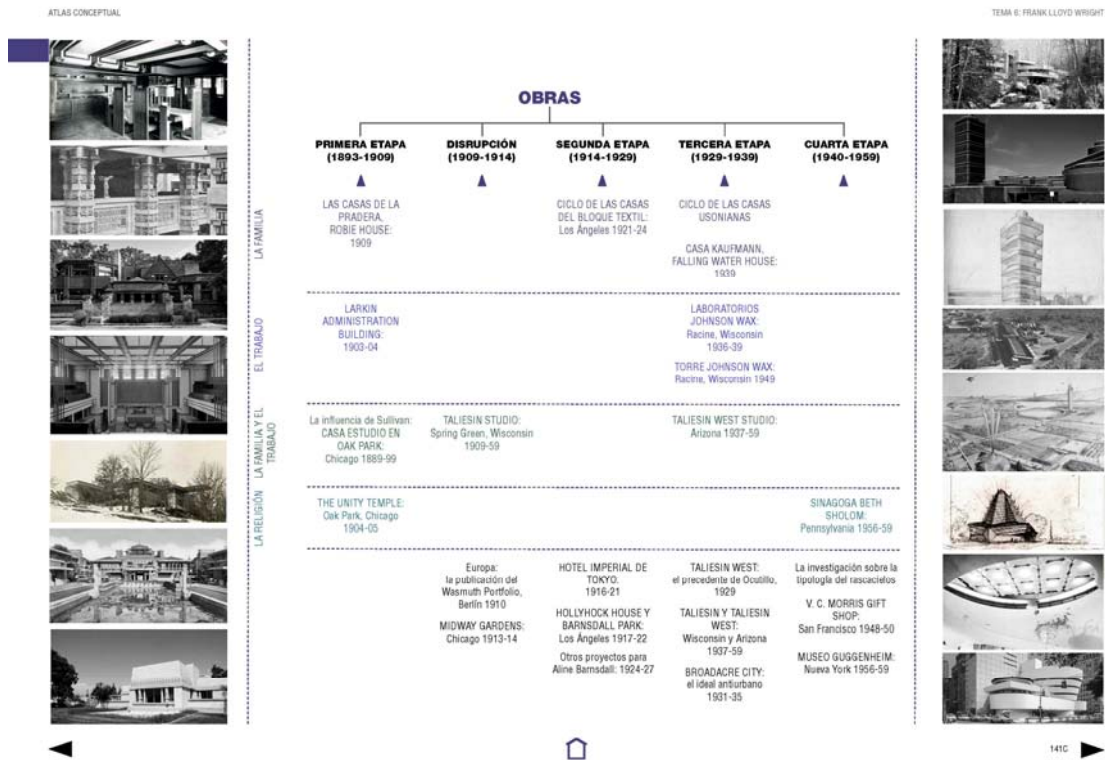 ATLAS CONCEPTUAL
TEMA 6: FRANK LLOYD WRIGHT
OBRAS
PRIMERA ETAPA
(1893-1909)
DISRUPCIÓN
(1909-1914)
SEGUNDA ETAPA
(1914-1929)
TERCERA ETAPA
(1929-1939)
CUARTA ETAPA
(1940-1959)
LA FAMILIA
LAS CASAS DE LA
PRADERA,
ROBIE HOUSE:
1909
CICLO DE LAS CASAS
DEL BLOQUE TEXTIL:
Los Ángeles 1921-24
CICLO DE LAS CASAS
USONIANAS
CASA KAUFMANN,
FALLING WATER HOUSE:
1939
EL TRABAJO
LARKIN
ADMINISTRATION
BUILDING:
1903-04
LABORATORIOS
JOHNSON WAX:
Racine, Wisconsin
1936-39
TORRE JOHNSON WAX:
Racine, Wisconsin 1949
LA FAMILIA Y EL
TRABAJO
La influencia de Sullivan:
CASA ESTUDIO EN
OAK PARK:
Chicago 1889-99
TALIESIN STUDIO:
Spring Green, Wisconsin
1909-59
TALIESIN WEST STUDIO:
Arizona 1937-59
LA RELIGIÓN
THE UNITY TEMPLE:
Oak Park, Chicago
1904-05
SINAGOGA BETH
SHOLOM:
Pennsylvania 1956-59
Europa:
la publicación del
Wasmuth Portfolio,
Berlín 1910
MIDWAY GARDENS:
Chicago 1913-14
HOTEL IMPERIAL DE
TOKYO.
1916-21
HOLLYHOCK HOUSE Y
BARNSDALL PARK:
Los Ángeles 1917-22
Otros proyectos para
Aline Barnsdall: 1924-27
TALIESIN WEST:
el precedente de Ocutillo,
1929
TALIESIN Y TALIESIN
WEST:
Wisconsin y Arizona
1937-59
BROADACRE CITY:
el ideal antiurbano
1931-35
La investigación sobre la
tipología del rascacielos
V. C. MORRIS GIFT
SHOP:
San Francisco 1948-50
MUSEO GUGGENHEIM:
Nueva York 1956-59
141C